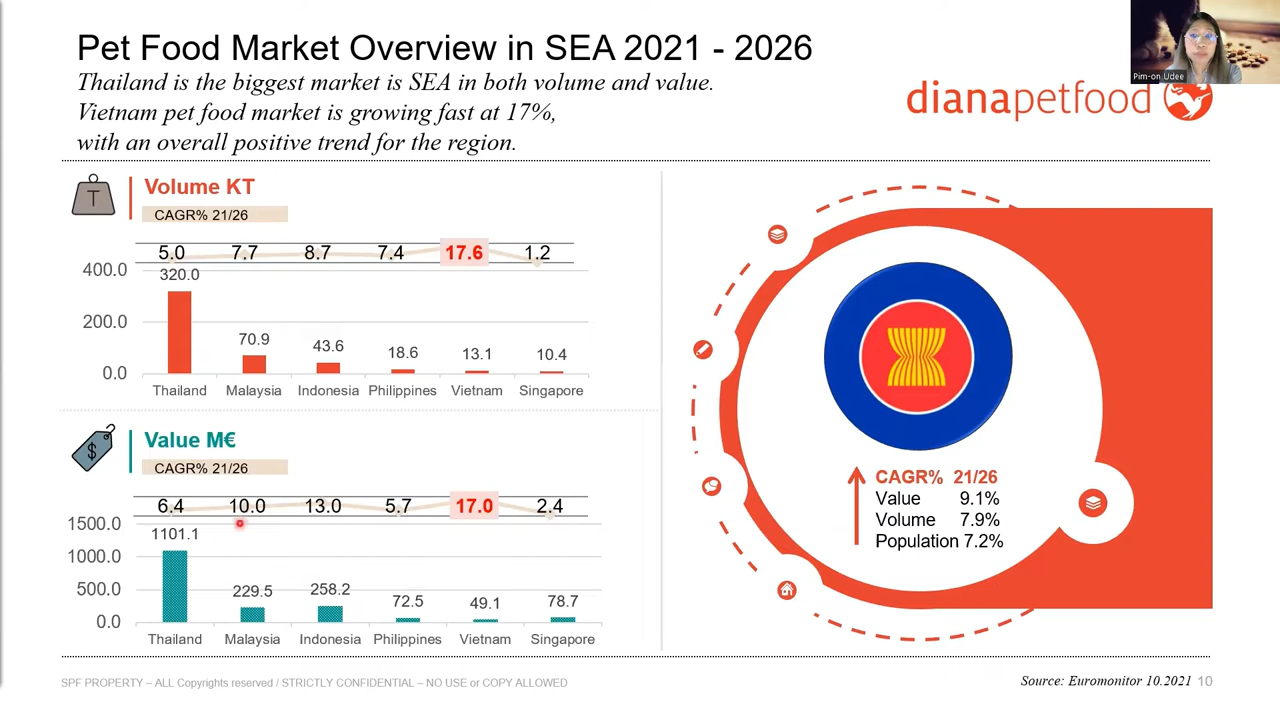 Pet Food Market Overview in SEA 2021 - 2026
Thailand is the biggest market is SEA in both volume and value.
Vietnam pet food market is growing fast at 17%,
with an overall positive trend for the region.
Pim-on Udee
dianapetfood
T
Volume KT
CAGR% 21/26
5.0 7.7 8.7 7.4 17.6 1.2
400.0
200.0
0.0
320.0 70.9 43.6 18.6 13.1 10.4
Thailand Malaysia Indonesia Philippines Vietnam Singapore
$
Value M€
CAGR% 21/26
6.4 10.0 13.0 5.7 17.0 2.4
1500.0
1000.0
500.0
0.0
1101.1 229.5 258.2 72.5 49.1 78.7
Thailand Malaysia Indonesia Philippines Vietnam Singapore
CAGR% 21/26
Value 9.1%
Volume 7.9%
Population 7.2%
SPF PROPERTY – ALL Copyrights reserved / STRICTLY CONFIDENTIAL – NO USE or COPY ALLOWED
Source: Euromonitor 10.2021 10